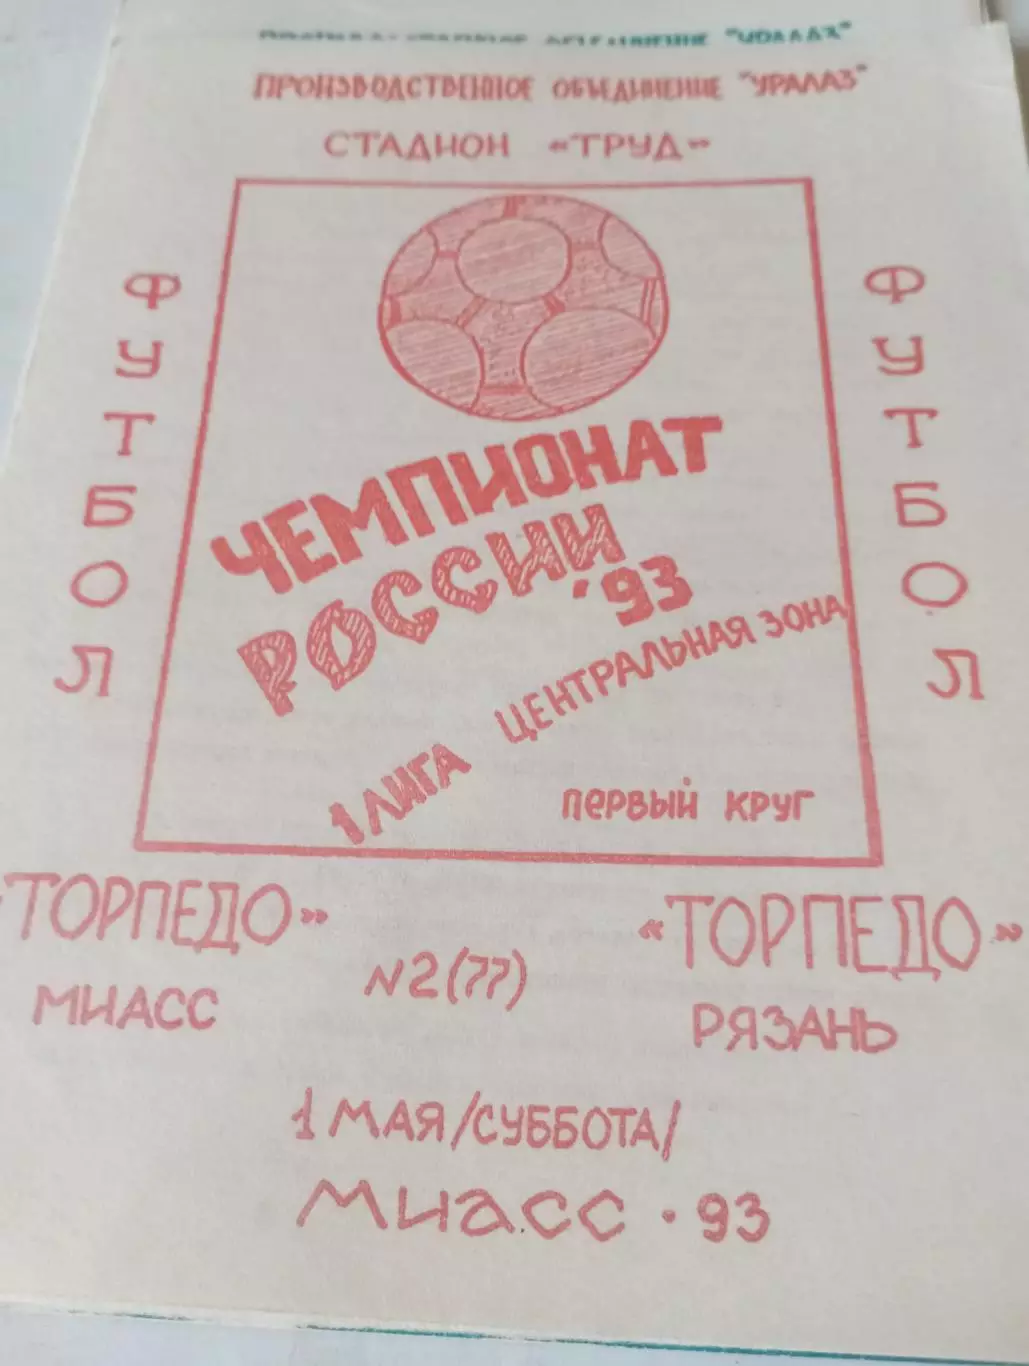 ПРОИЗВОДСТВЕННОЕ ОБЪЕДИНЕНИЕ "УРАЛАЗ"
СТАДИОН «ТРУД»
ФУТБОЛ
ФУТБОЛ
ЧЕМПИОНАТ
РОССИИ
'93
1 ЛИГА ЦЕНТРАЛЬНАЯ ЗОНА
ПЕРВЫЙ КРУГ
ТОРПЕДО»
МИАСС
N2(77)
«ТОРПЕДО»
РЯЗАНЬ
1 МАЯ/СУББОТА/
МИАСС · 93